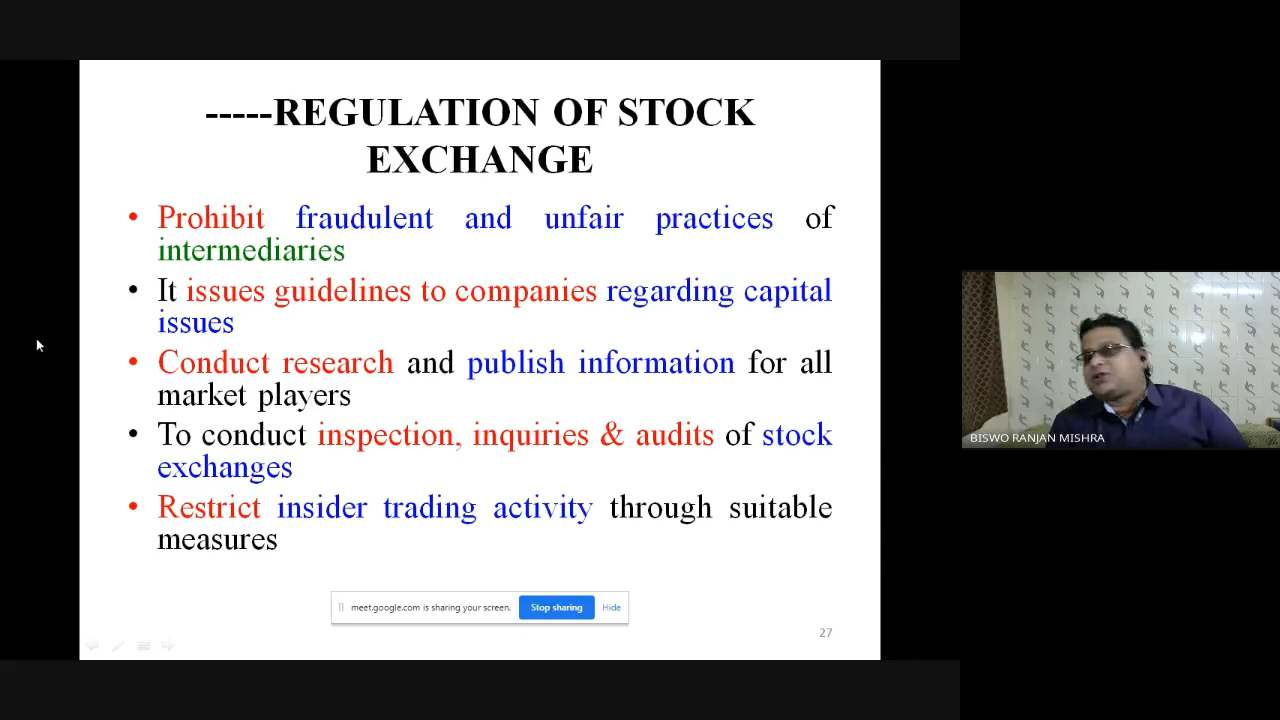 -----REGULATION OF STOCK
EXCHANGE
• Prohibit fraudulent and unfair practices of
intermediaries
• It issues guidelines to companies regarding capital
issues
• Conduct research and publish information for all
market players
• To conduct inspection, inquiries & audits of stock
exchanges
• Restrict insider trading activity through suitable
measures
meet.google.com is sharing your screen. Stop sharing Hide
27
BISWO RANJAN MISHRA